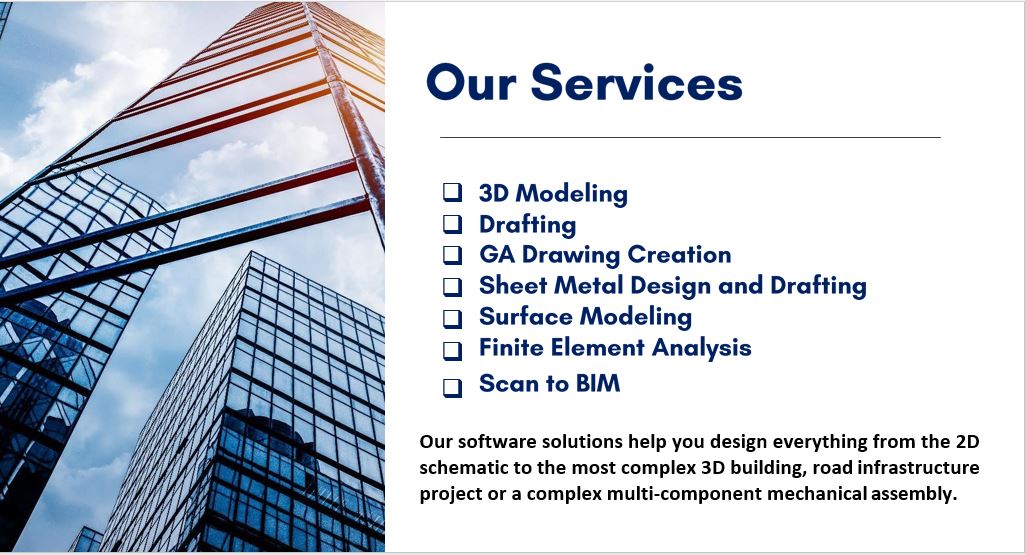 Our Services
3D Modeling
Drafting
GA Drawing Creation
Sheet Metal Design and Drafting
Surface Modeling
Finite Element Analysis
Scan to BIM
Our software solutions help you design everything from the 2D
schematic to the most complex 3D building, road infrastructure
project or a complex multi-component mechanical assembly.